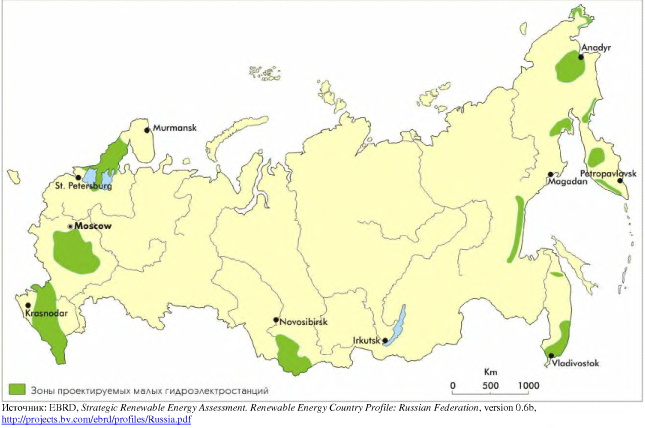 Anadyr
Murmansk
St. Petersburg
Petropavlovsk
Magadan
Moscow
Krasnodar
Novosibirsk
Irkutsk
Vladivostok
Km
0 500 1000
Зоны проектируемых малых гидроэлектростанций
Источник: EBRD, Strategic Renewable Energy Assessment. Renewable Energy Country Profile: Russian Federation, version 0.6b,
http://projects.bv.com/ebrd/profiles/Russia.pdf